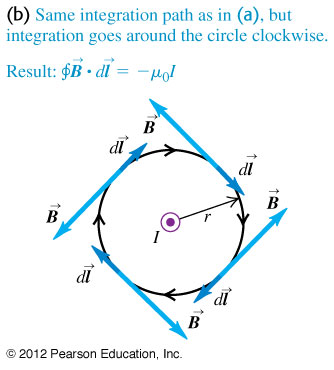 (b) Same integration path as in (a), but
integration goes around the circle clockwise.
Result: ∮B⃗ · dl⃗ = −μ₀I
B⃗
dl⃗
dl⃗
B⃗
B⃗
r
I
dl⃗
dl⃗
B⃗
© 2012 Pearson Education, Inc.